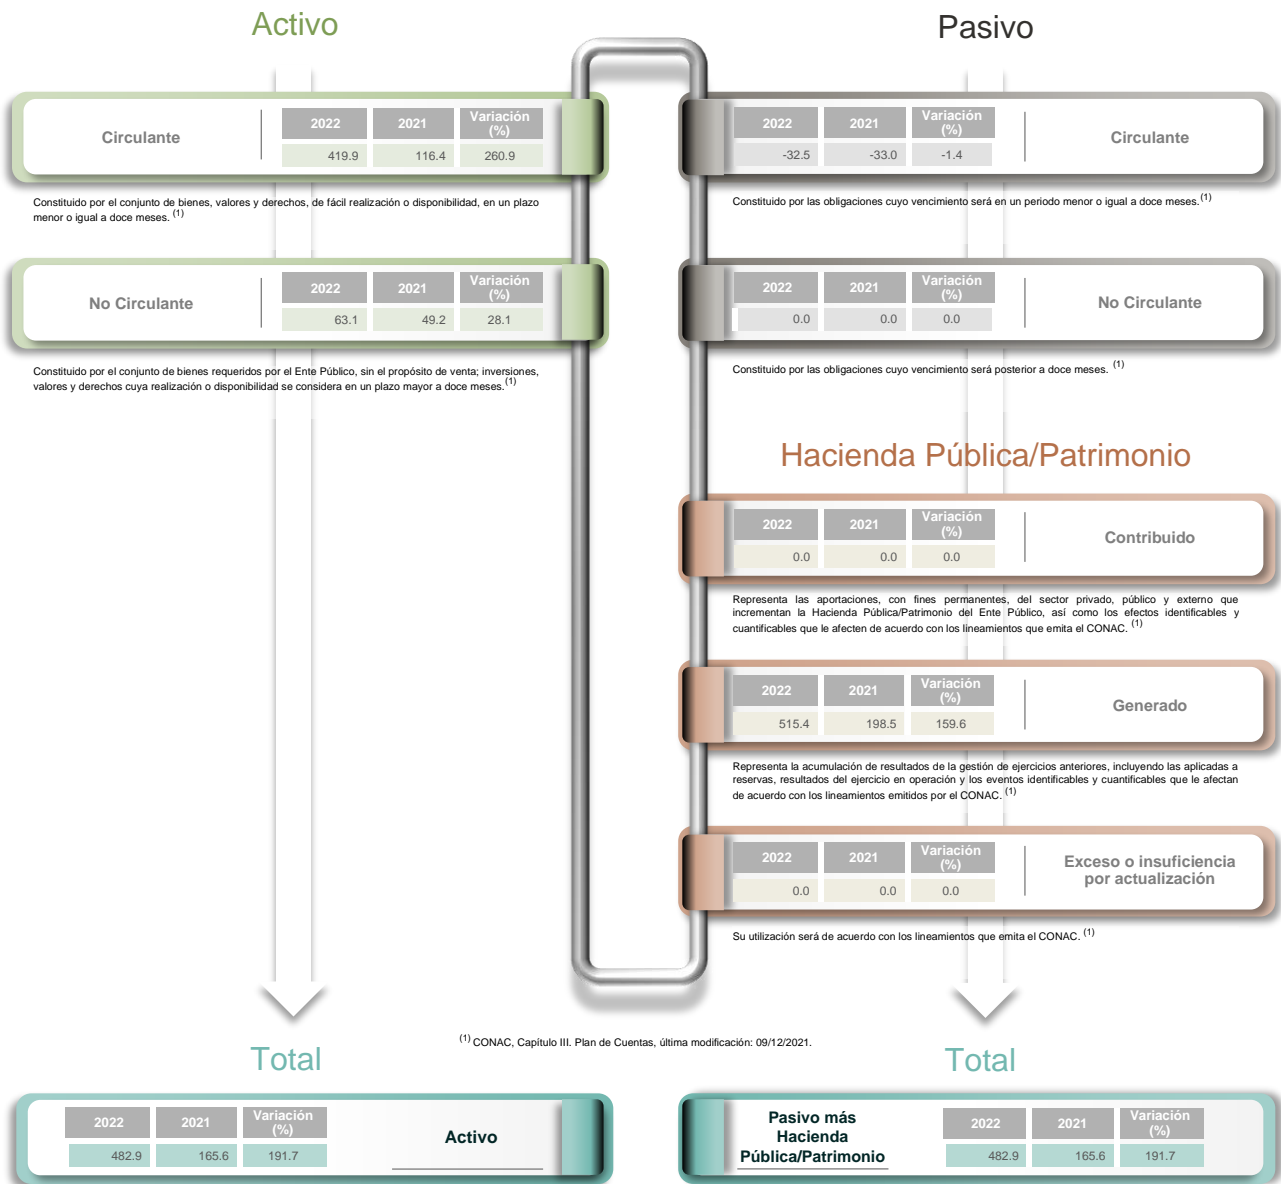 Activo
Circulante
2022 2021 Variación (%)
419.9 116.4 260.9
Constituido por el conjunto de bienes, valores y derechos, de fácil realización o disponibilidad, en un plazo
menor o igual a doce meses. (1)
No Circulante
2022 2021 Variación (%)
63.1 49.2 28.1
Constituido por el conjunto de bienes requeridos por el Ente Público, sin el propósito de venta; inversiones,
valores y derechos cuya realización o disponibilidad se considera en un plazo mayor a doce meses. (1)
Pasivo
2022 2021 Variación (%)
-32.5 -33.0 -1.4
Circulante
Constituido por las obligaciones cuyo vencimiento será en un periodo menor o igual a doce meses. (1)
2022 2021 Variación (%)
0.0 0.0 0.0
No Circulante
Constituido por las obligaciones cuyo vencimiento será posterior a doce meses. (1)
Hacienda Pública/Patrimonio
2022 2021 Variación (%)
0.0 0.0 0.0
Contribuido
Representa las aportaciones, con fines permanentes, del sector privado, público y externo que
incrementan la Hacienda Pública/Patrimonio del Ente Público, así como los efectos identificables y
cuantificables que le afecten de acuerdo con los lineamientos que emita el CONAC. (1)
2022 2021 Variación (%)
515.4 198.5 159.6
Generado
Representa la acumulación de resultados de la gestión de ejercicios anteriores, incluyendo las aplicadas a
reservas, resultados del ejercicio en operación y los eventos identificables y cuantificables que le afectan
de acuerdo con los lineamientos emitidos por el CONAC. (1)
2022 2021 Variación (%)
0.0 0.0 0.0
Exceso o insuficiencia
por actualización
Su utilización será de acuerdo con los lineamientos que emita el CONAC. (1)
(1) CONAC, Capítulo III. Plan de Cuentas, última modificación: 09/12/2021.
Total
2022 2021 Variación (%)
482.9 165.6 191.7
Activo
Total
Pasivo más
Hacienda
Pública/Patrimonio
2022 2021 Variación (%)
482.9 165.6 191.7